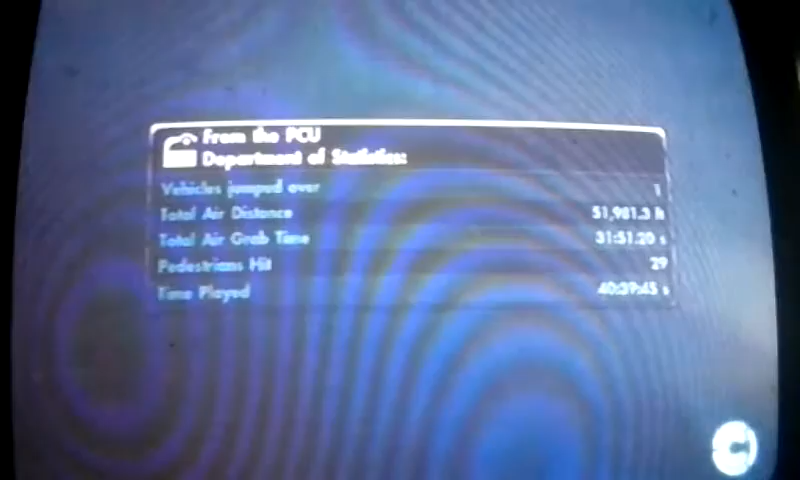 From the PCU
Department of Statistics:
Vehicles jumped over 1
Total Air Distance 51,981.3 ft
Total Air Grab Time 31:51.20 s
Pedestrians Hit 29
Time Played 40:39:45 s